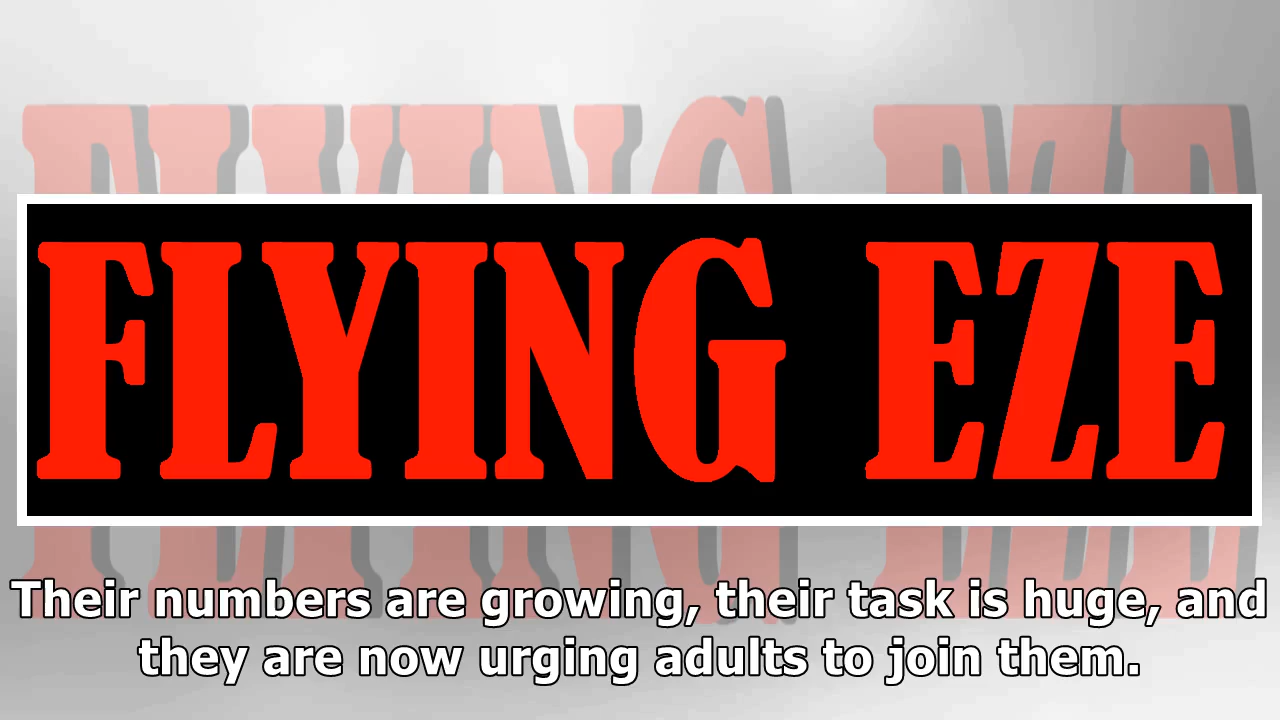 FLYING EZE
Their numbers are growing, their task is huge, and
they are now urging adults to join them.